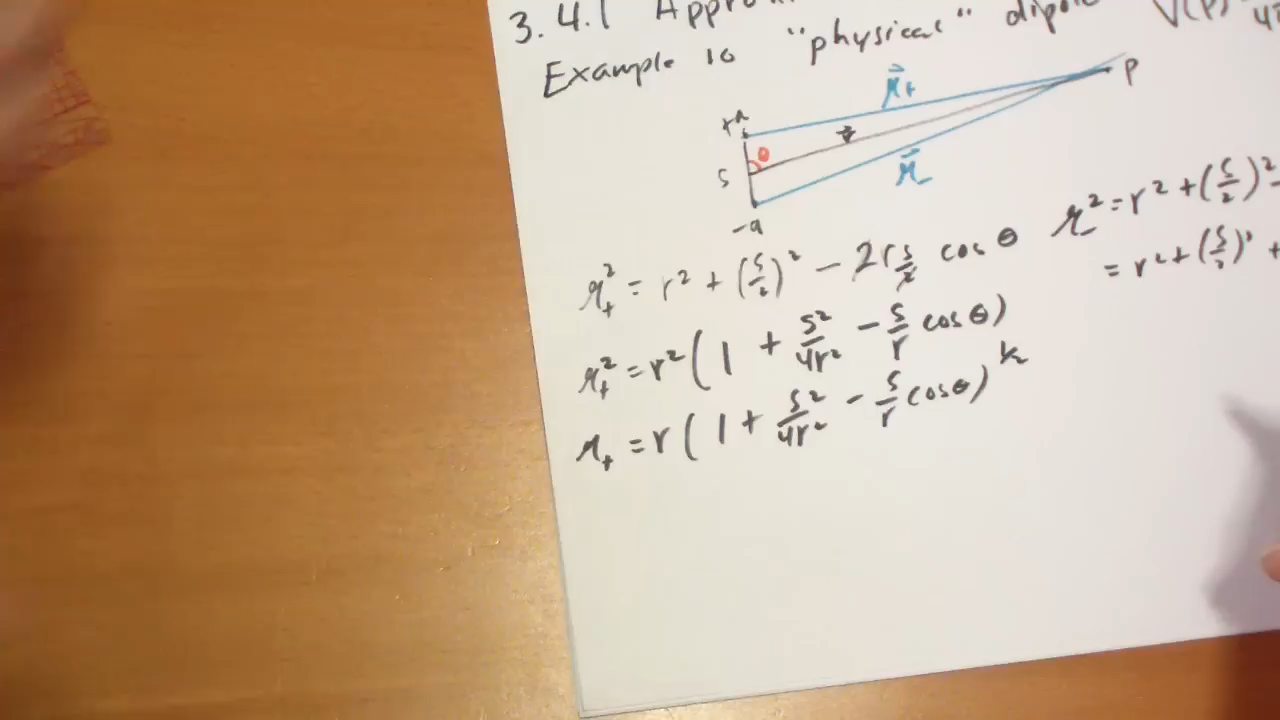 3.4.1 Appro
Example 10 "physical" dipole V(P)
+q
𝓇⃗₊
P
θ
r⃗
s
𝓇⃗₋
-q
𝓇₊² = r² + (s/2)² - 2r s/2 cos θ
𝓇₋² = r² + (s/2)² -
= r² + (s/2)² +
𝓇₊² = r² ( 1 + s²/4r² - s/r cos θ)
𝓇₊ = r ( 1 + s²/4r² - s/r cosθ)^½